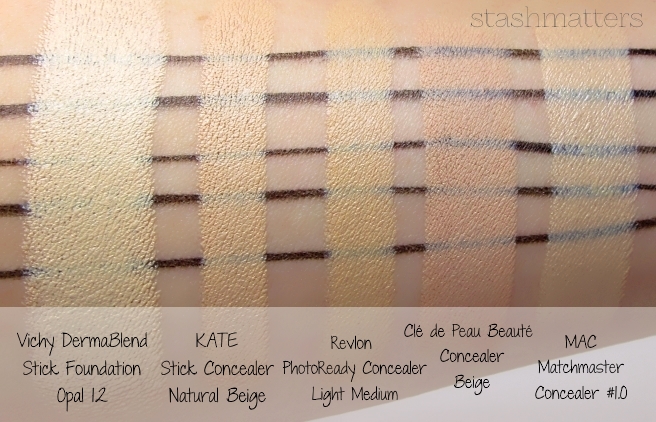 stashmatters
Vichy DermaBlend
Stick Foundation
Opal 12
KATE
Stick Concealer
Natural Beige
Revlon
PhotoReady Concealer
Light Medium
Clé de Peau Beauté
Concealer
Beige
MAC
Matchmaster
Concealer #1.0